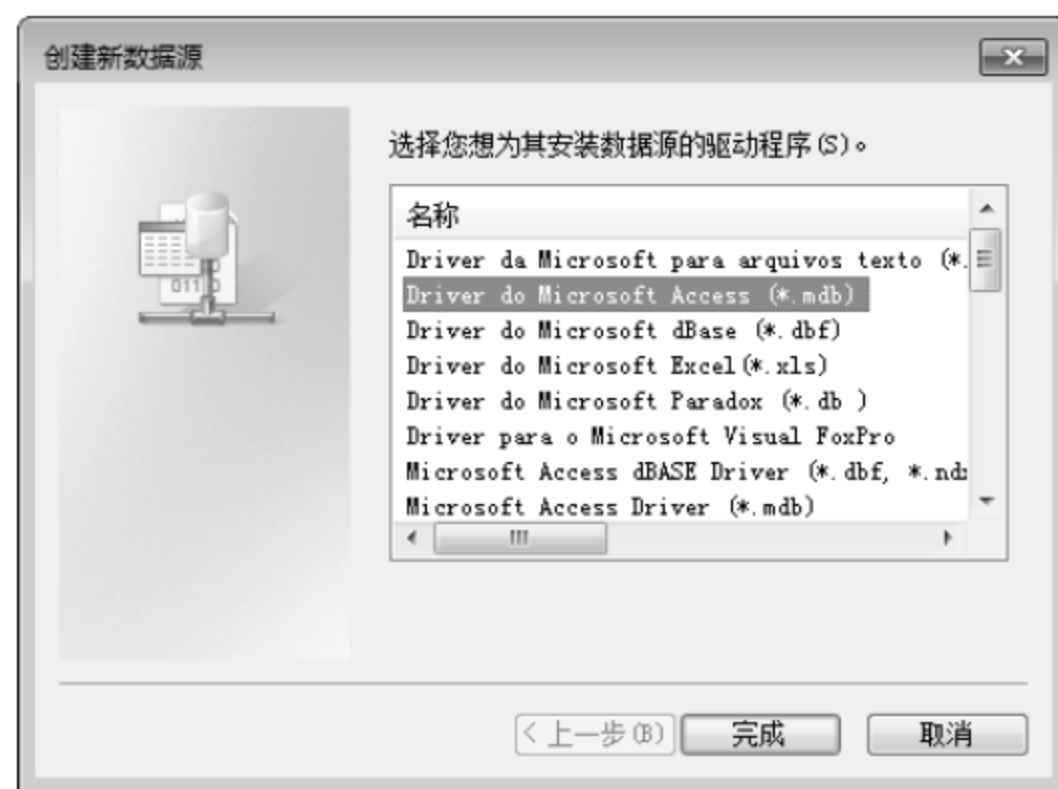 创建新数据源
选择您想为其安装数据源的驱动程序(S)。
名称
Driver da Microsoft para arquivos texto (*.
Driver do Microsoft Access (*.mdb)
Driver do Microsoft dBase (*.dbf)
Driver do Microsoft Excel(*.xls)
Driver do Microsoft Paradox (*.db )
Driver para o Microsoft Visual FoxPro
Microsoft Access dBASE Driver (*.dbf, *.nd
Microsoft Access Driver (*.mdb)
011
<上一步(B) 完成 取消